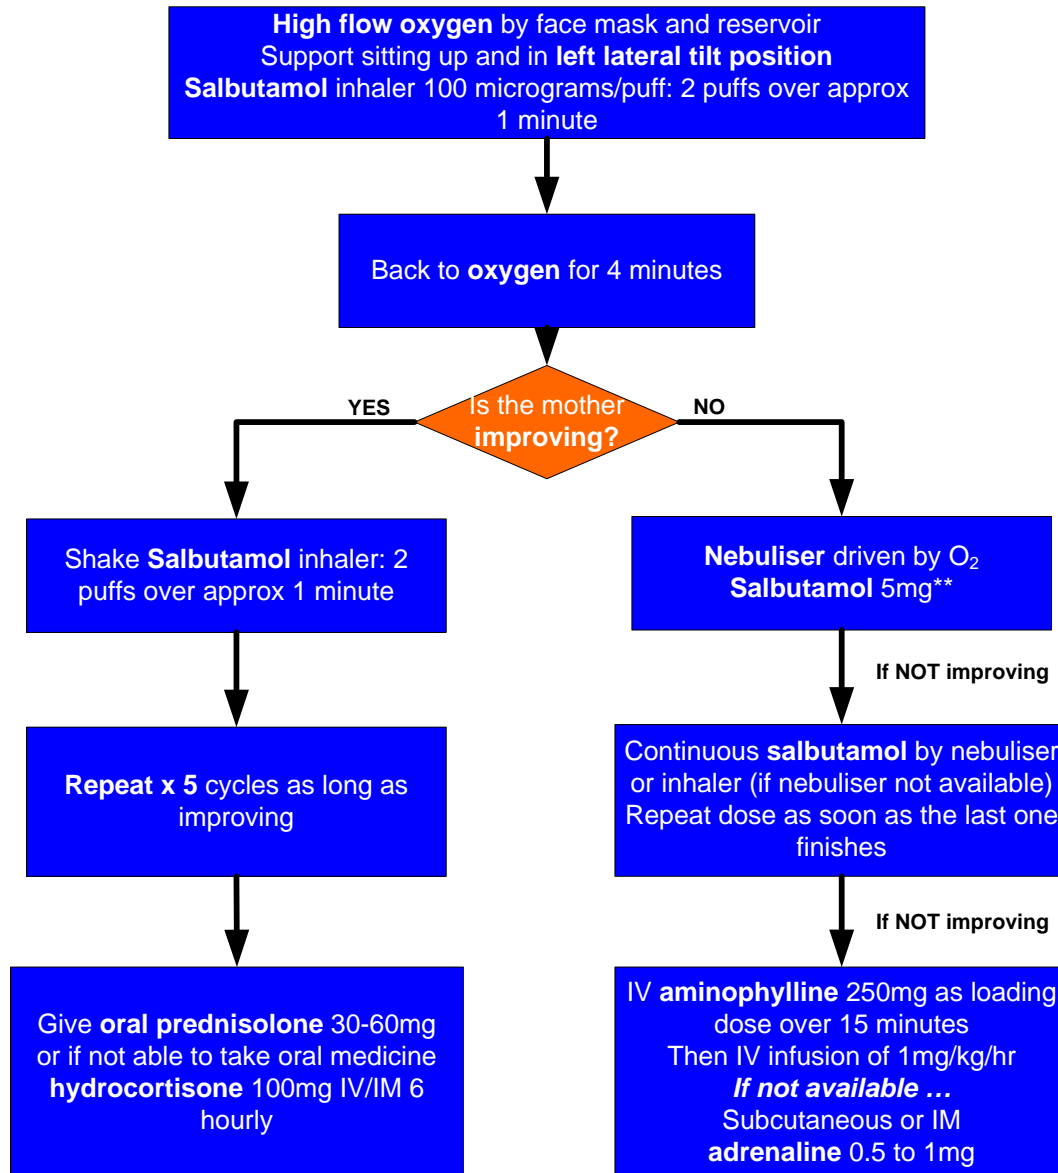 High flow oxygen by face mask and reservoir
Support sitting up and in left lateral tilt position
Salbutamol inhaler 100 micrograms/puff: 2 puffs over approx
1 minute
Back to oxygen for 4 minutes
Is the mother
improving?
YES
NO
Shake Salbutamol inhaler: 2
puffs over approx 1 minute
Repeat x 5 cycles as long as
improving
Give oral prednisolone 30-60mg
or if not able to take oral medicine
hydrocortisone 100mg IV/IM 6
hourly
Nebuliser driven by O₂
Salbutamol 5mg**
If NOT improving
Continuous salbutamol by nebuliser
or inhaler (if nebuliser not available)
Repeat dose as soon as the last one
finishes
If NOT improving
IV aminophylline 250mg as loading
dose over 15 minutes
Then IV infusion of 1mg/kg/hr
If not available …
Subcutaneous or IM
adrenaline 0.5 to 1mg